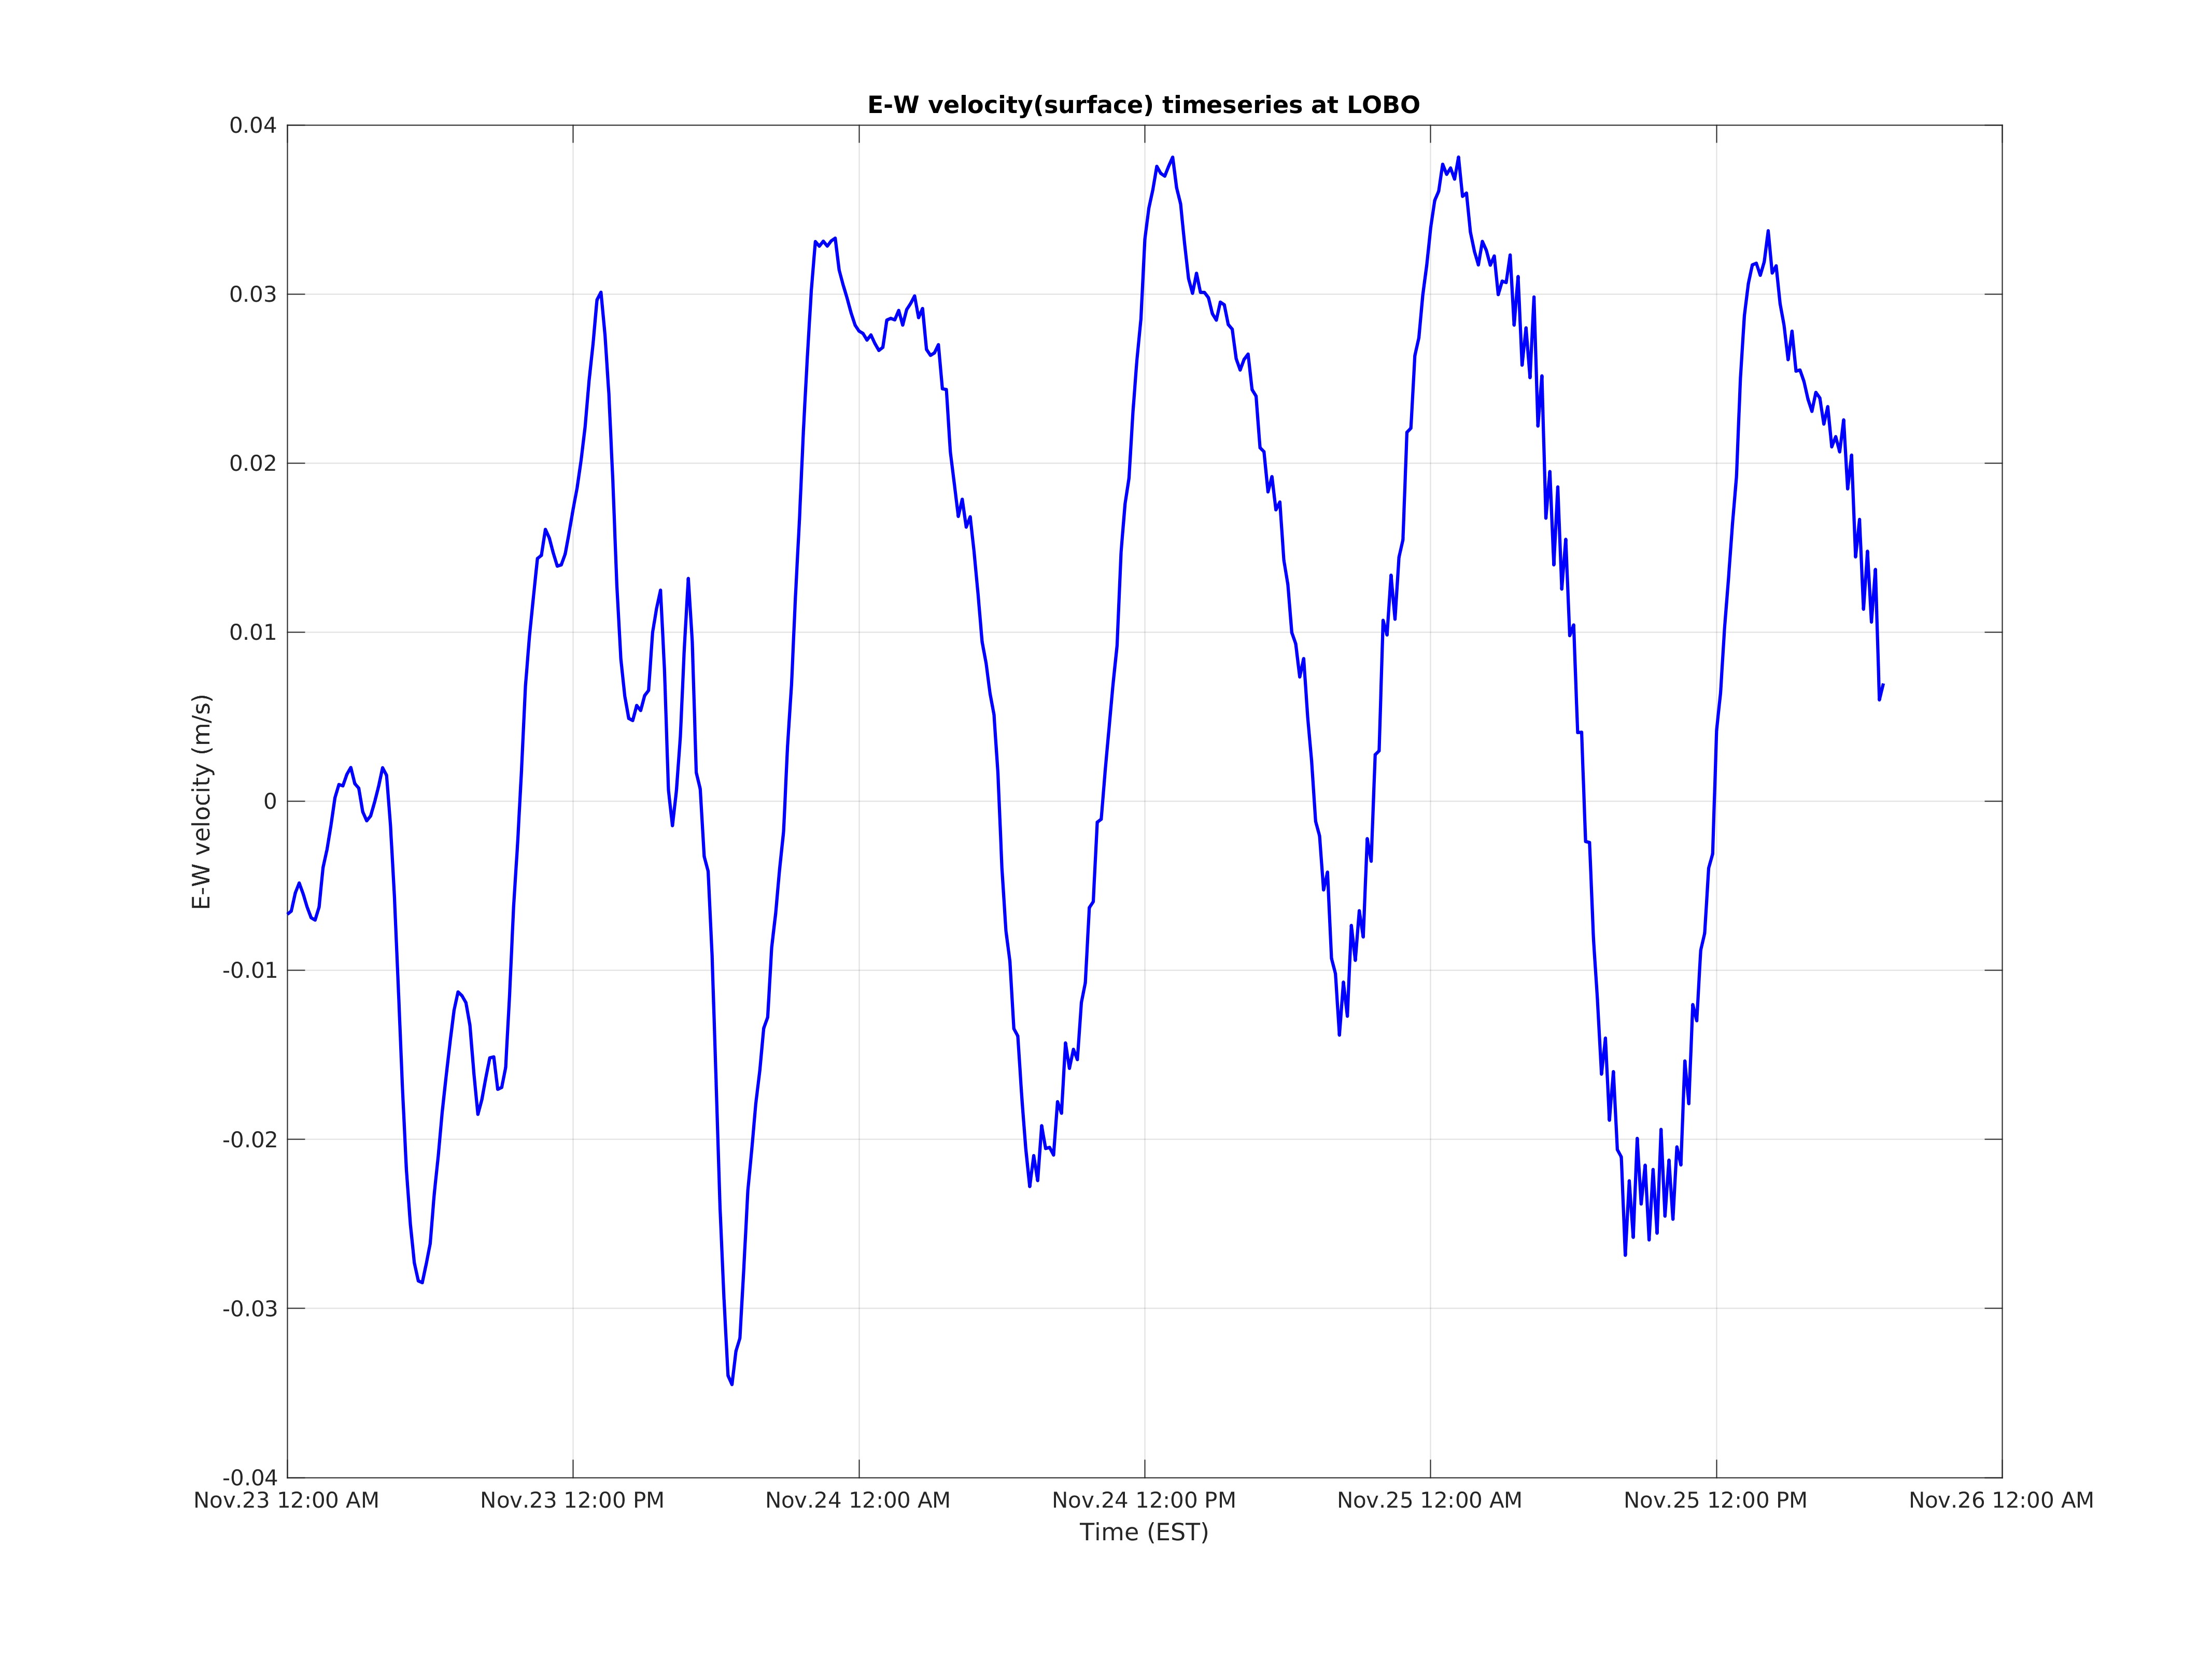 E-W velocity(surface) timeseries at LOBO
0.04
0.03
0.02
0.01
0
-0.01
-0.02
-0.03
-0.04
E-W velocity (m/s)
Nov.23 12:00 AM Nov.23 12:00 PM Nov.24 12:00 AM Nov.24 12:00 PM Nov.25 12:00 AM Nov.25 12:00 PM Nov.26 12:00 AM
Time (EST)